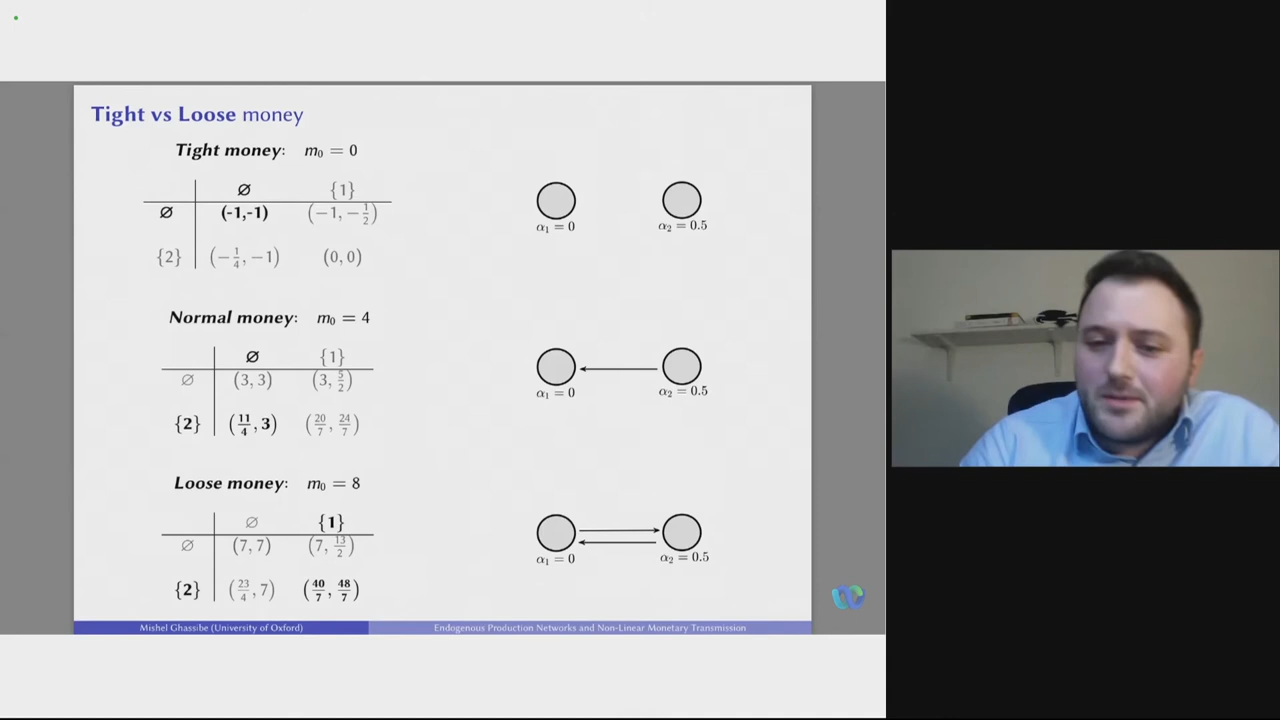 Tight vs Loose money
Tight money: m₀ = 0
∅ {1}
∅ (-1,-1) (−1, −1/2)
{2} (−1/4, −1) (0, 0)
α₁ = 0 α₂ = 0.5
Normal money: m₀ = 4
∅ {1}
∅ (3, 3) (3, 5/2)
{2} (11/4, 3) (20/7, 24/7)
α₁ = 0 α₂ = 0.5
Loose money: m₀ = 8
∅ {1}
∅ (7, 7) (7, 13/2)
{2} (23/4, 7) (40/7, 48/7)
α₁ = 0 α₂ = 0.5
Mishel Ghassibe (University of Oxford) Endogenous Production Networks and Non-Linear Monetary Transmission